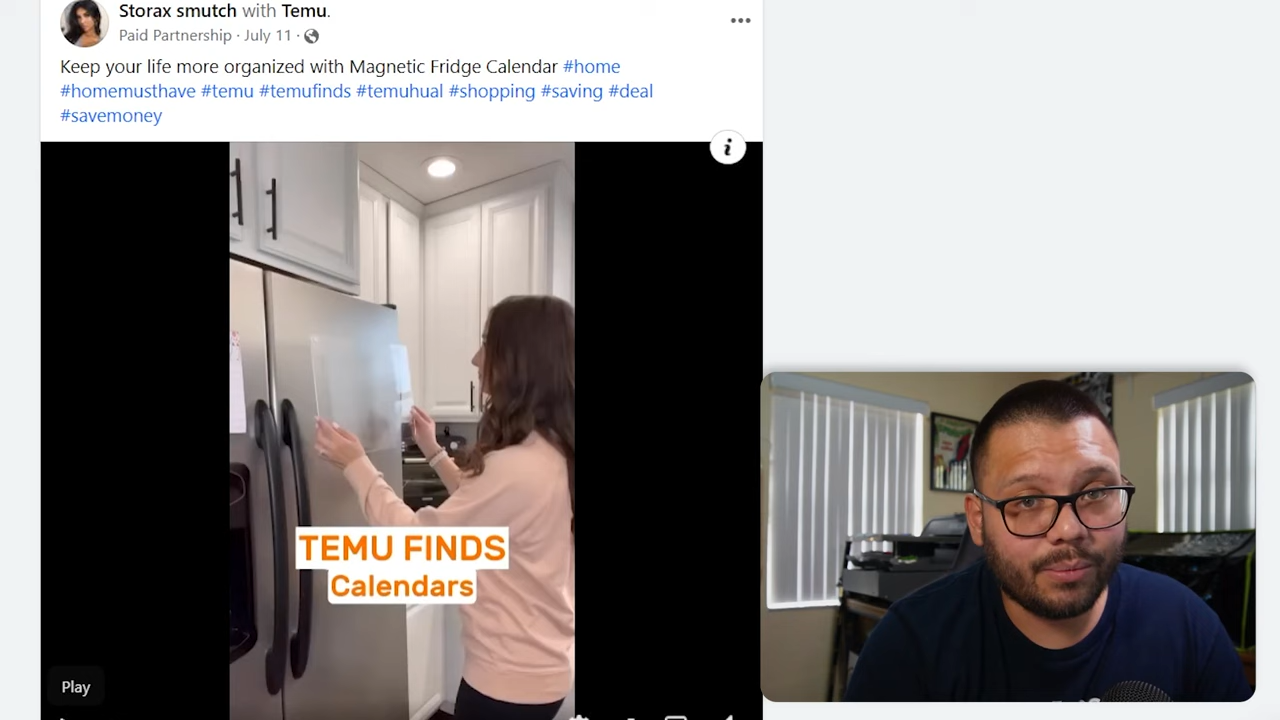 Storax smutch with Temu.
Paid Partnership · July 11 ·
Keep your life more organized with Magnetic Fridge Calendar #home
#homemusthave #temu #temufinds #temuhual #shopping #saving #deal
#savemoney
TEMU FINDS
Calendars
Play